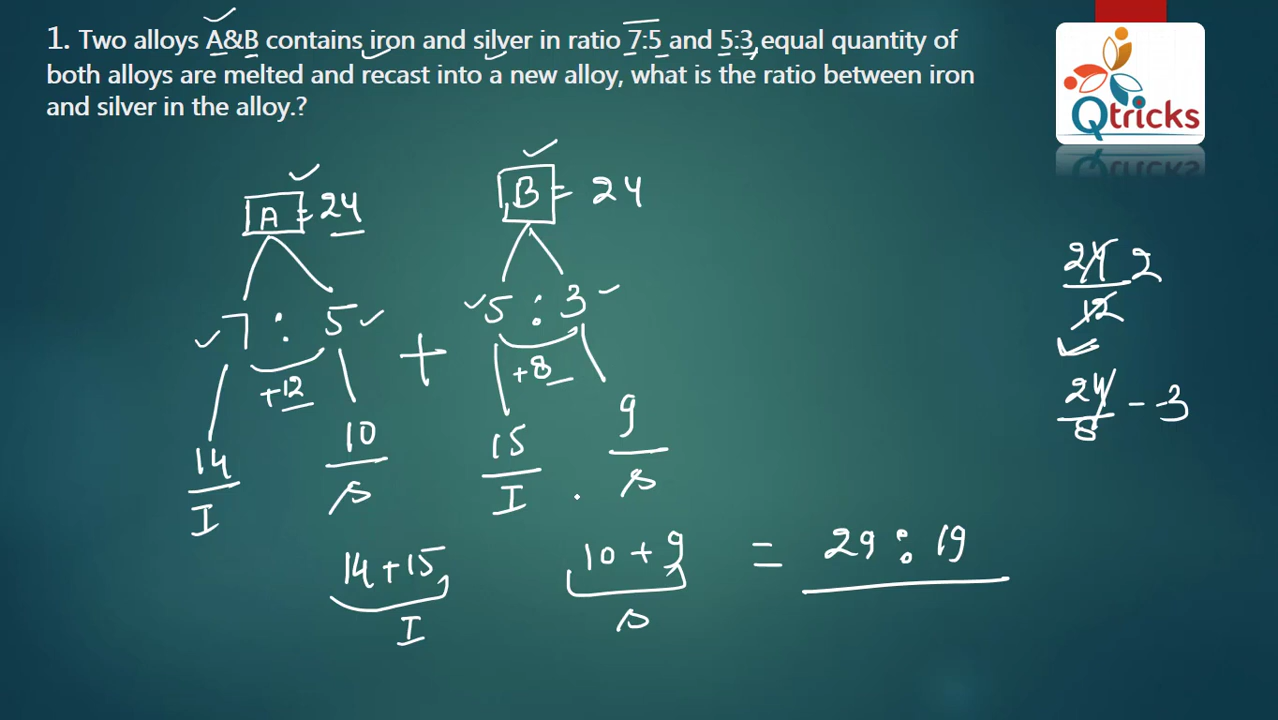 1. Two alloys A&B contains iron and silver in ratio 7:5 and 5:3,equal quantity of
both alloys are melted and recast into a new alloy, what is the ratio between iron
and silver in the alloy.?
Qtricks
A = 24
B = 24
24 2
12
7 : 5 + 5 : 3
+12
+8
24 - 3
8
14 10 15 9
I s I s
14+15 10+9 = 29 : 19
I s